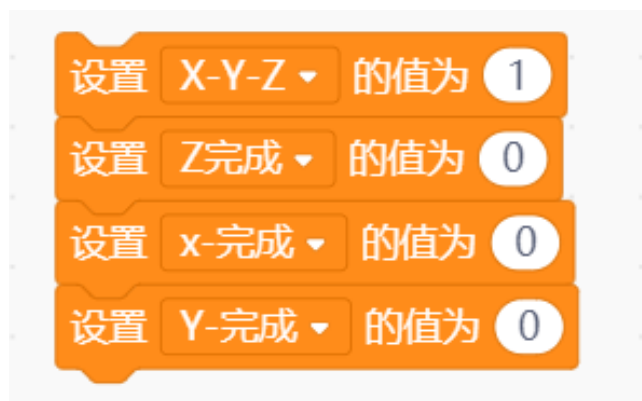 设置 X-Y-Z 的值为 1
设置 Z完成 的值为 0
设置 x-完成 的值为 0
设置 Y-完成 的值为 0